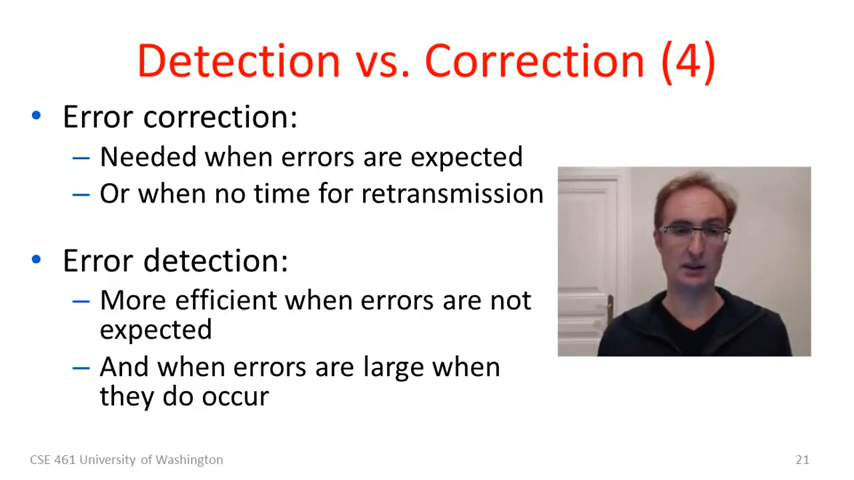 Detection vs. Correction (4)
• Error correction:
– Needed when errors are expected
– Or when no time for retransmission
• Error detection:
– More efficient when errors are not
expected
– And when errors are large when
they do occur
CSE 461 University of Washington
21